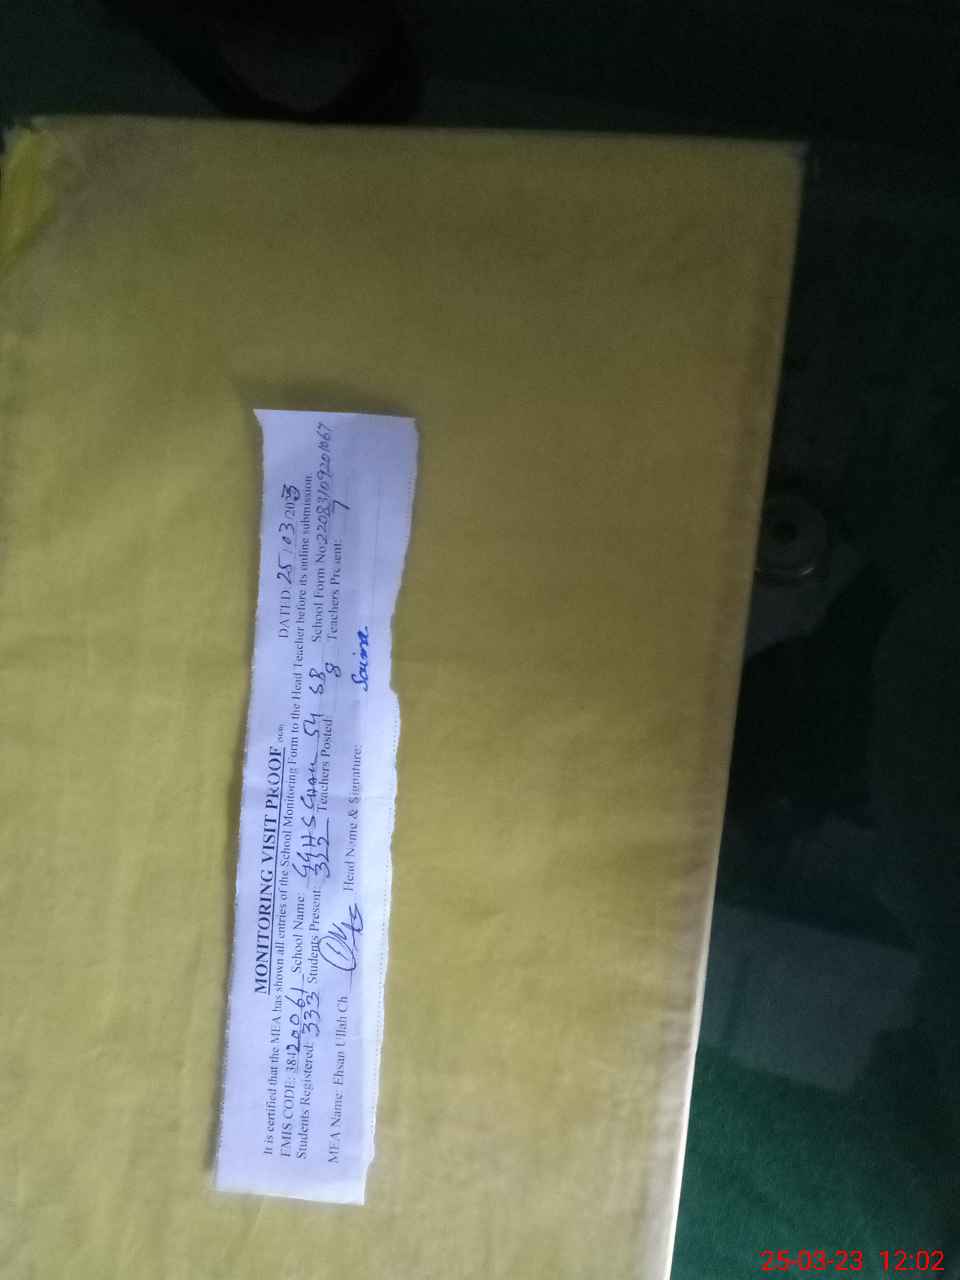 MONITORING VISIT PROOF
DATED 25/03/2023
It is certified that the MEA has shown all entries of the School Monitoring Form to the Head Teacher before its online submission.
EMIS CODE: 38120061 School Name: GGHS Chak 54 SB School Form No:
Students Registered: 333 Students Present: Teachers Posted: 8 Teachers Present: 7
MEA Name: Ehsan Ullah Ch Head Name & Signature: Saima
25-03-23 12:02